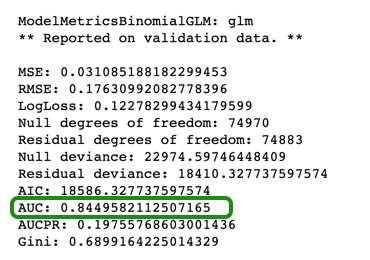 ModelMetricsBinomialGLM: glm
** Reported on validation data. **
MSE: 0.031085188182299453
RMSE: 0.17630992082778396
LogLoss: 0.12278299434179599
Null degrees of freedom: 74970
Residual degrees of freedom: 74883
Null deviance: 22974.59746448409
Residual deviance: 18410.327737597574
AIC: 18586.327737597574
AUC: 0.8449582112507165
AUCPR: 0.19755768603001436
Gini: 0.6899164225014329